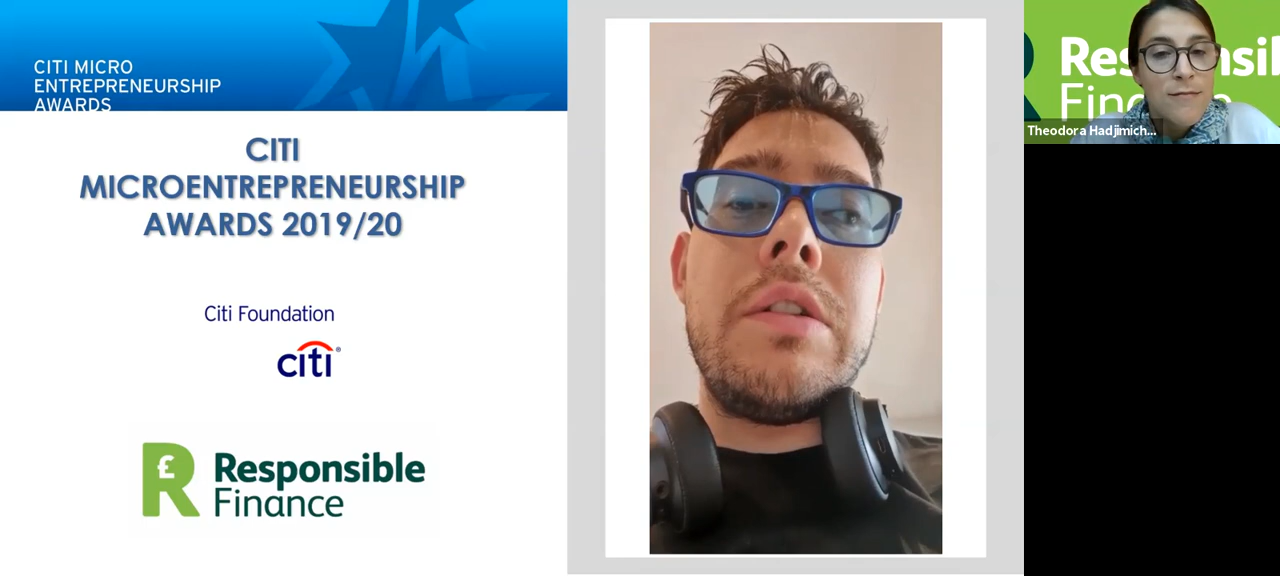 CITI MICRO
ENTREPRENEURSHIP
AWARDS
CITI
MICROENTREPRENEURSHIP
AWARDS 2019/20
Citi Foundation
citi®
£
Responsible
Finance
Theodora Hadjimich...